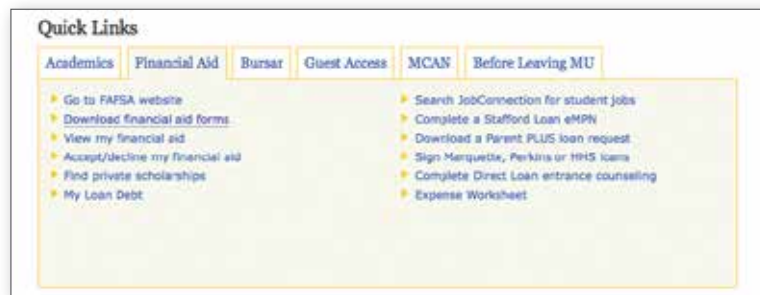 Quick Links
Academics
Financial Aid
Bursar
Guest Access
MCAN
Before Leaving MU
Go to FAFSA website
Download financial aid forms
View my financial aid
Accept/decline my financial aid
Find private scholarships
My Loan Debt
Search JobConnection for student jobs
Complete a Stafford Loan eMPN
Download a Parent PLUS loan request
Sign Marquette, Perkins or HHS loans
Complete Direct Loan entrance counseling
Expense Worksheet